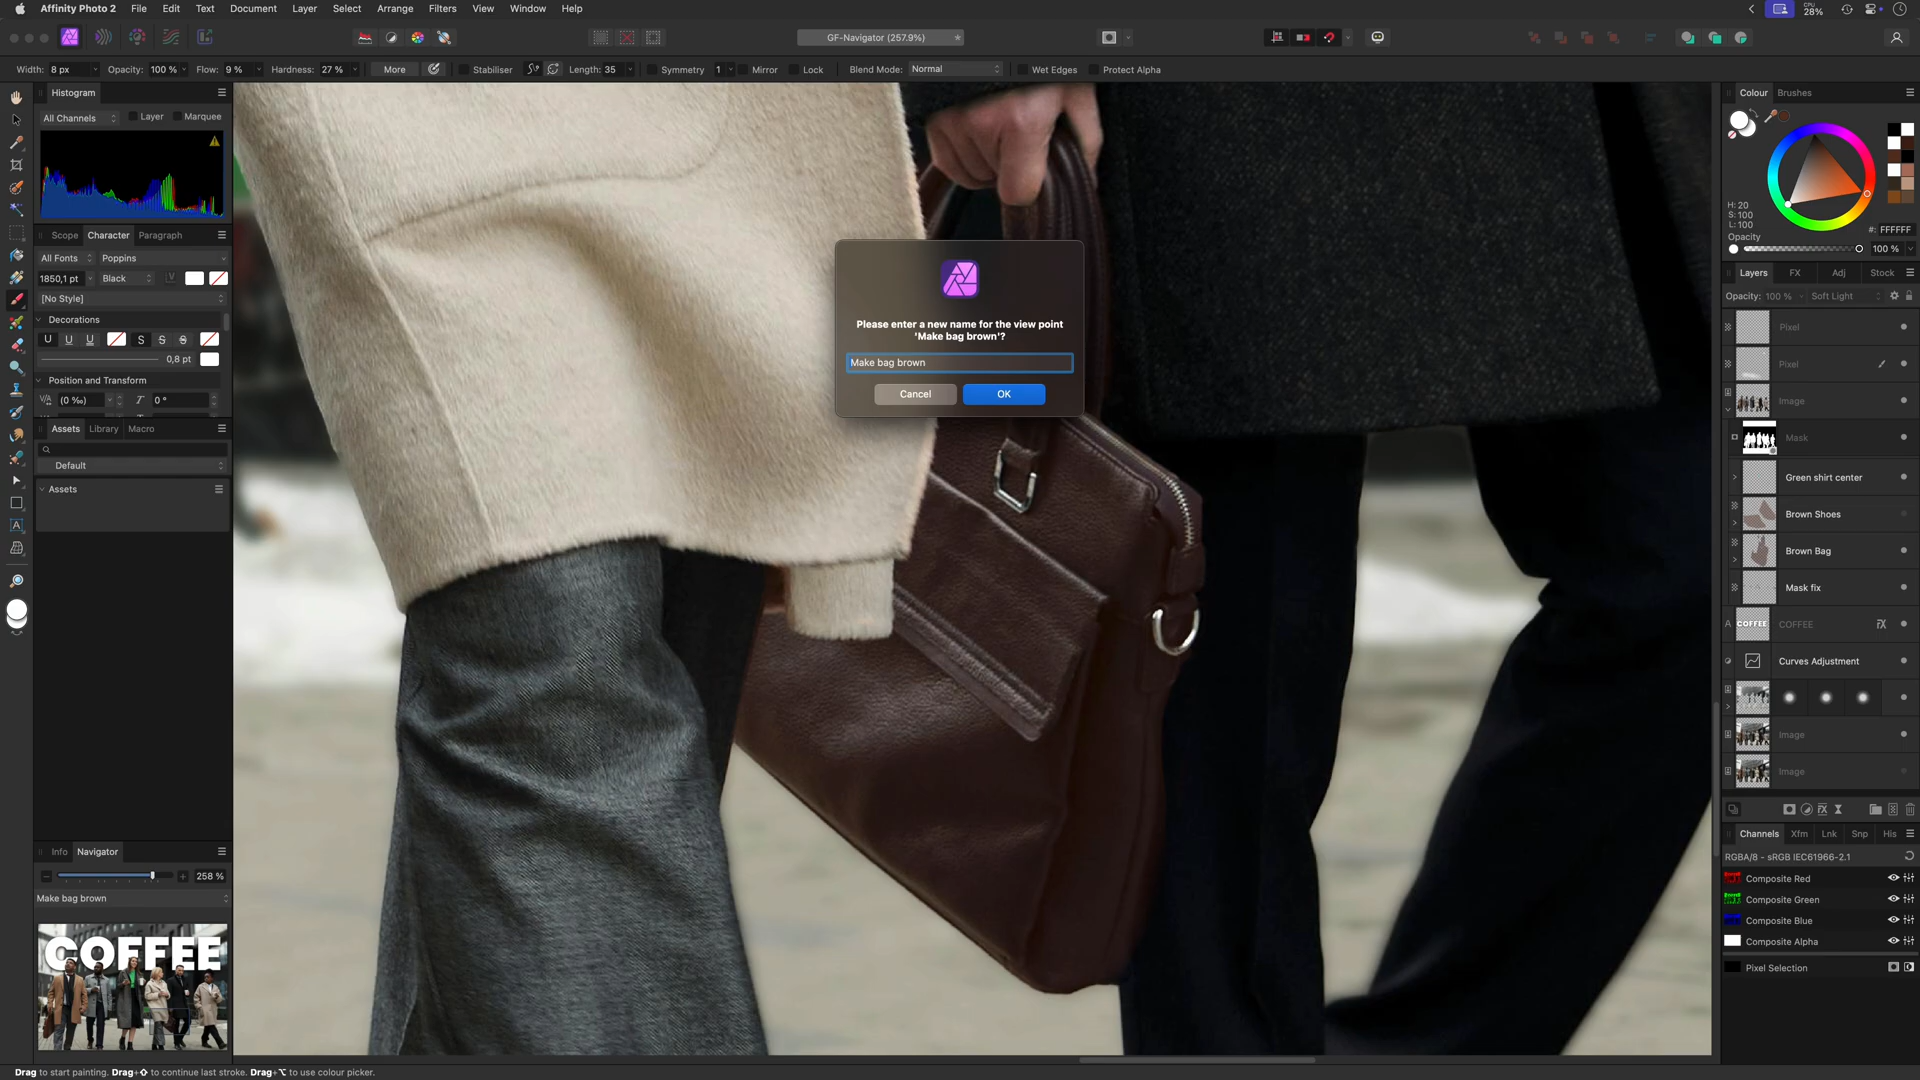 Affinity Photo 2 File Edit Text Document Layer Select Arrange Filters View Window Help CPU 28%
GF-Navigator (257.9%)
Width: 8 px Opacity: 100 % Flow: 9 % Hardness: 27 % More Stabiliser Length: 35 Symmetry 1 Mirror Lock Blend Mode: Normal Wet Edges Protect Alpha
Histogram
All Channels Layer Marquee
Scope Character Paragraph
All Fonts Poppins
1850,1 pt Black
[No Style]
Decorations
U U U S S S
0,8 pt
Position and Transform
(0 ‰) 0 °
Assets Library Macro
Default
Assets
Info Navigator
258 %
Make bag brown
COFFEE
Drag to start painting. Drag+⇧ to continue last stroke. Drag+⌥ to use colour picker.
Please enter a new name for the view point
'Make bag brown'?
Make bag brown
Cancel OK
Colour Brushes
H: 20
S: 100
L: 100
#: FFFFFF
Opacity
100 %
Layers FX Adj Stock
Opacity: 100 % Soft Light
Pixel
Pixel
Image
Mask
Green shirt center
Brown Shoes
Brown Bag
Mask fix
A COFFEE COFFEE
Curves Adjustment
Image
Image
Channels Xfm Lnk Snp His
RGBA/8 - sRGB IEC61966-2.1
Composite Red
Composite Green
Composite Blue
Composite Alpha
Pixel Selection